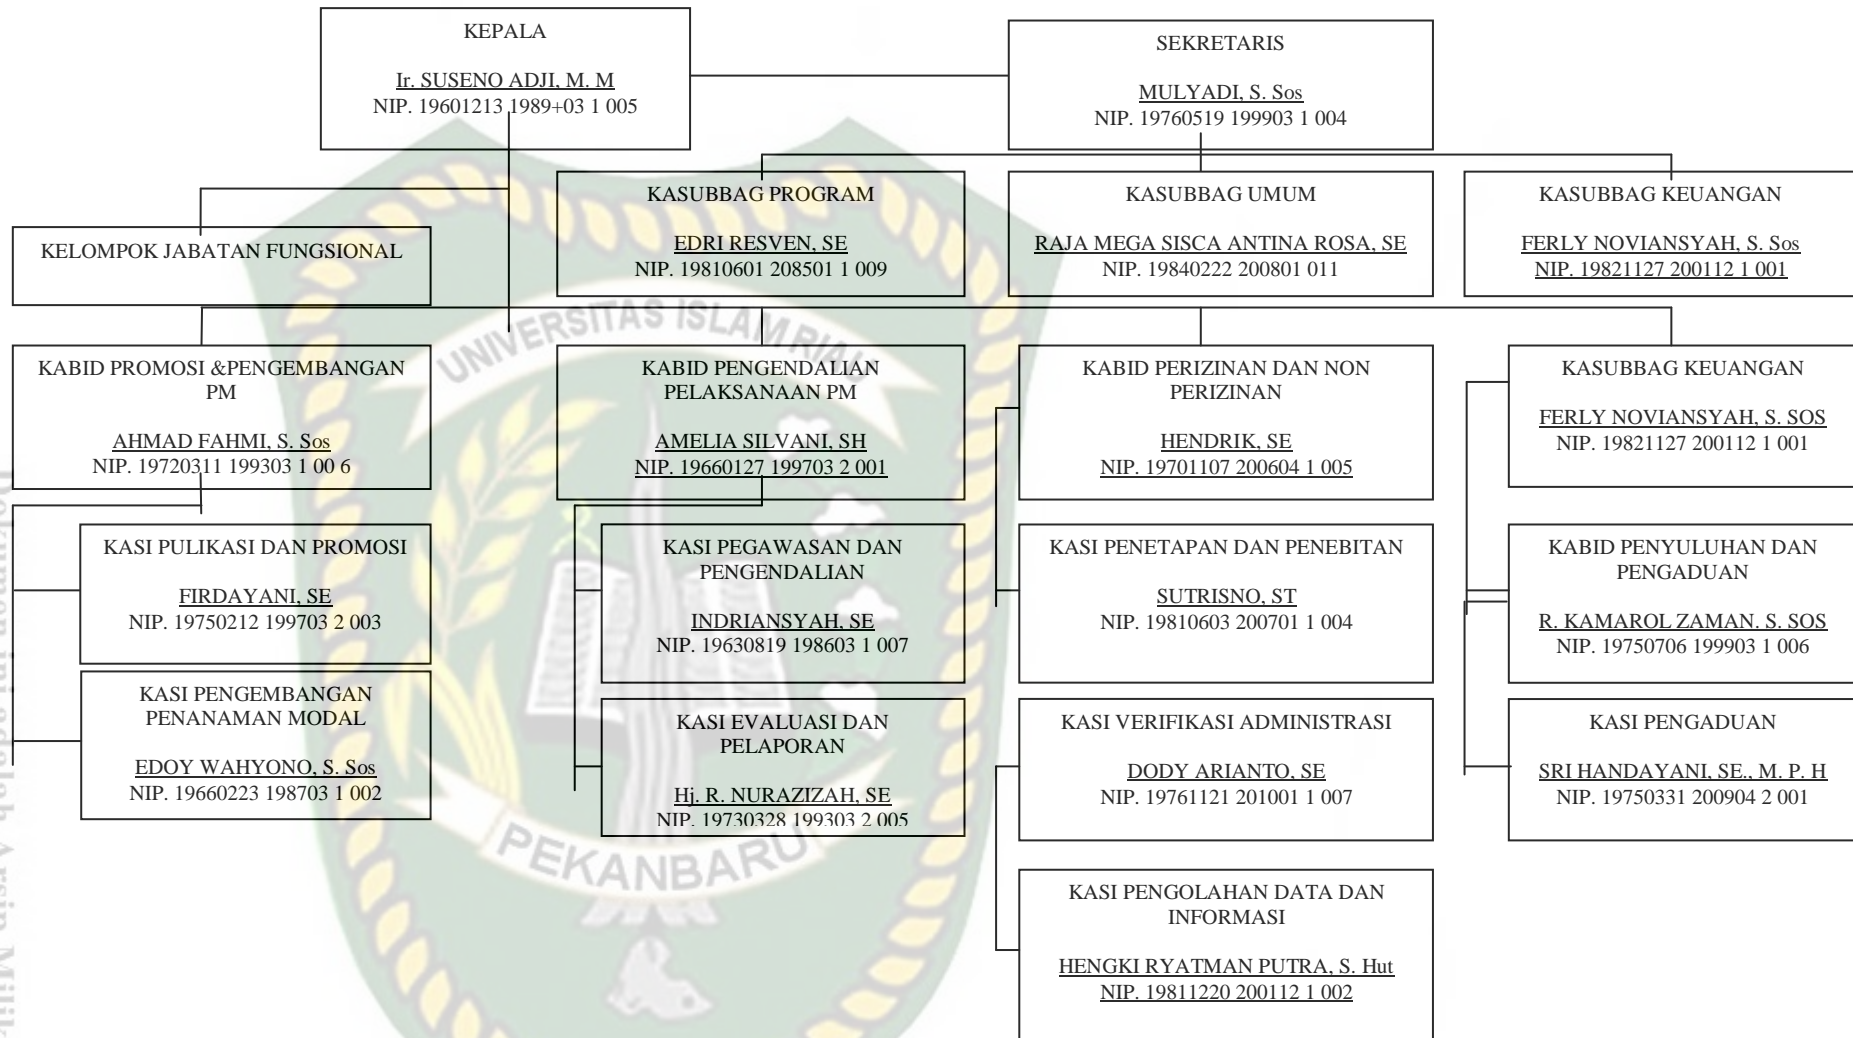 KEPALA
Ir. SUSENO ADJI, M. M
NIP. 19601213 1989+03 1 005
SEKRETARIS
MULYADI, S. Sos
NIP. 19760519 199903 1 004
KASUBBAG PROGRAM
EDRI RESVEN, SE
NIP. 19810601 208501 1 009
KASUBBAG UMUM
RAJA MEGA SISCA ANTINA ROSA, SE
NIP. 19840222 200801 011
KASUBBAG KEUANGAN
FERLY NOVIANSYAH, S. Sos
NIP. 19821127 200112 1 001
KELOMPOK JABATAN FUNGSIONAL
UNIVERSITAS ISLAM RIAU
KABID PROMOSI &PENGEMBANGAN
PM
AHMAD FAHMI, S. Sos
NIP. 19720311 199303 1 00 6
KABID PENGENDALIAN
PELAKSANAAN PM
AMELIA SILVANI, SH
NIP. 19660127 199703 2 001
KABID PERIZINAN DAN NON
PERIZINAN
HENDRIK, SE
NIP. 19701107 200604 1 005
KASUBBAG KEUANGAN
FERLY NOVIANSYAH, S. SOS
NIP. 19821127 200112 1 001
KASI PULIKASI DAN PROMOSI
FIRDAYANI, SE
NIP. 19750212 199703 2 003
KASI PEGAWASAN DAN
PENGENDALIAN
INDRIANSYAH, SE
NIP. 19630819 198603 1 007
KASI PENETAPAN DAN PENEBITAN
SUTRISNO, ST
NIP. 19810603 200701 1 004
KABID PENYULUHAN DAN
PENGADUAN
R. KAMAROL ZAMAN. S. SOS
NIP. 19750706 199903 1 006
KASI PENGEMBANGAN
PENANAMAN MODAL
EDOY WAHYONO, S. Sos
NIP. 19660223 198703 1 002
KASI EVALUASI DAN
PELAPORAN
Hj. R. NURAZIZAH, SE
NIP. 19730328 199303 2 005
KASI VERIFIKASI ADMINISTRASI
DODY ARIANTO, SE
NIP. 19761121 201001 1 007
KASI PENGADUAN
SRI HANDAYANI, SE., M. P. H
NIP. 19750331 200904 2 001
PEKANBARU
KASI PENGOLAHAN DATA DAN
INFORMASI
HENGKI RYATMAN PUTRA, S. Hut
NIP. 19811220 200112 1 002
Dokumen ini adalah Arsip Milik